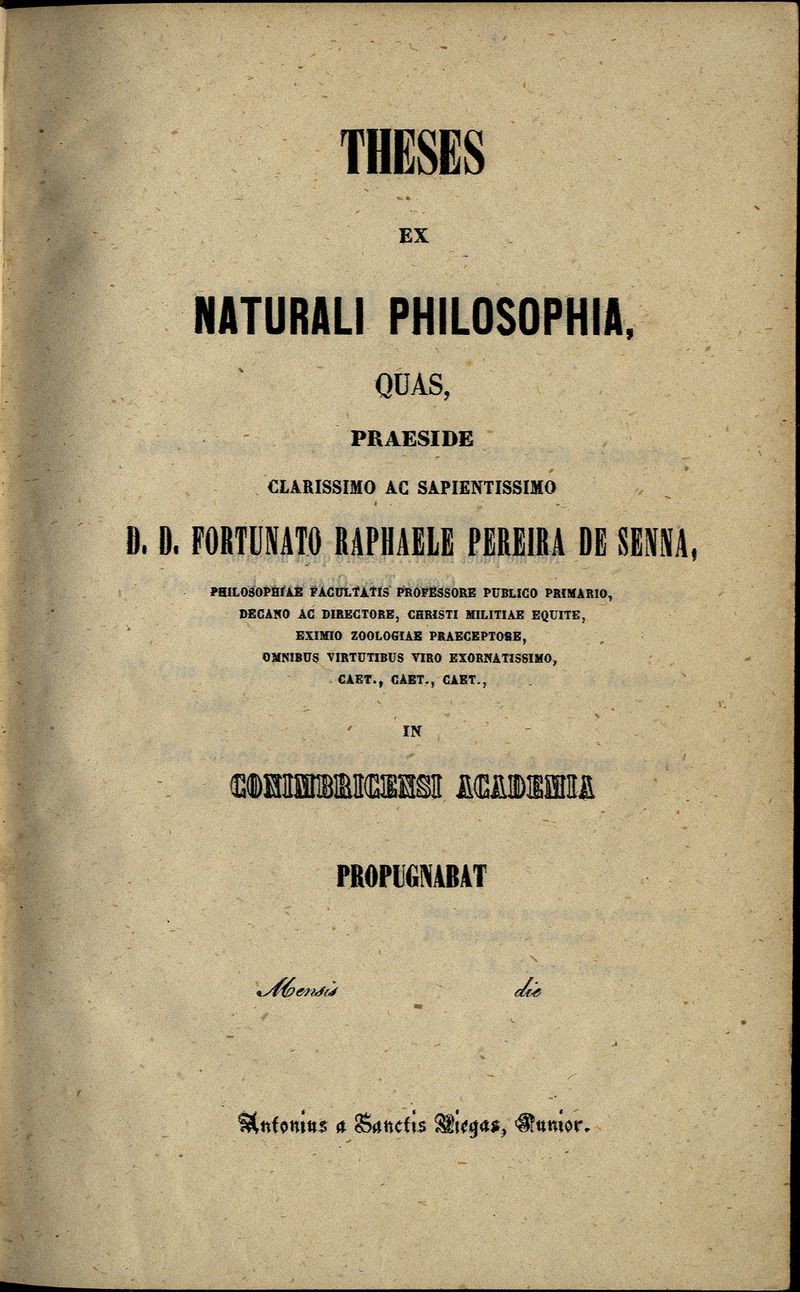 THESES
EX
NATURALI PHILOSOPHIA,
QUAS,
PRAESIDE
CLARISSIMO AC SAPIENTISSIMO
D. D. FORTUNATO RAPHAELE PEREIRA DE SENNA,
PHILOSOPHIAE FACULTATIS PROFESSORE PUBLICO PRIMARIO,
DECANO AC DIRECTORE, CHRISTI MILITIAE EQUITE,
EXIMIO ZOOLOGIAE PRAECEPTORE,
OMNIBUS VIRTUTIBUS VIRO EXORNATISSIMO,
CAET., CAET., CAET.,
IN
CONIMBRICENSI ACADEMIA
PROPUGNABAT
Mensis die
Antonius a Sanctis Viegas, Junior.